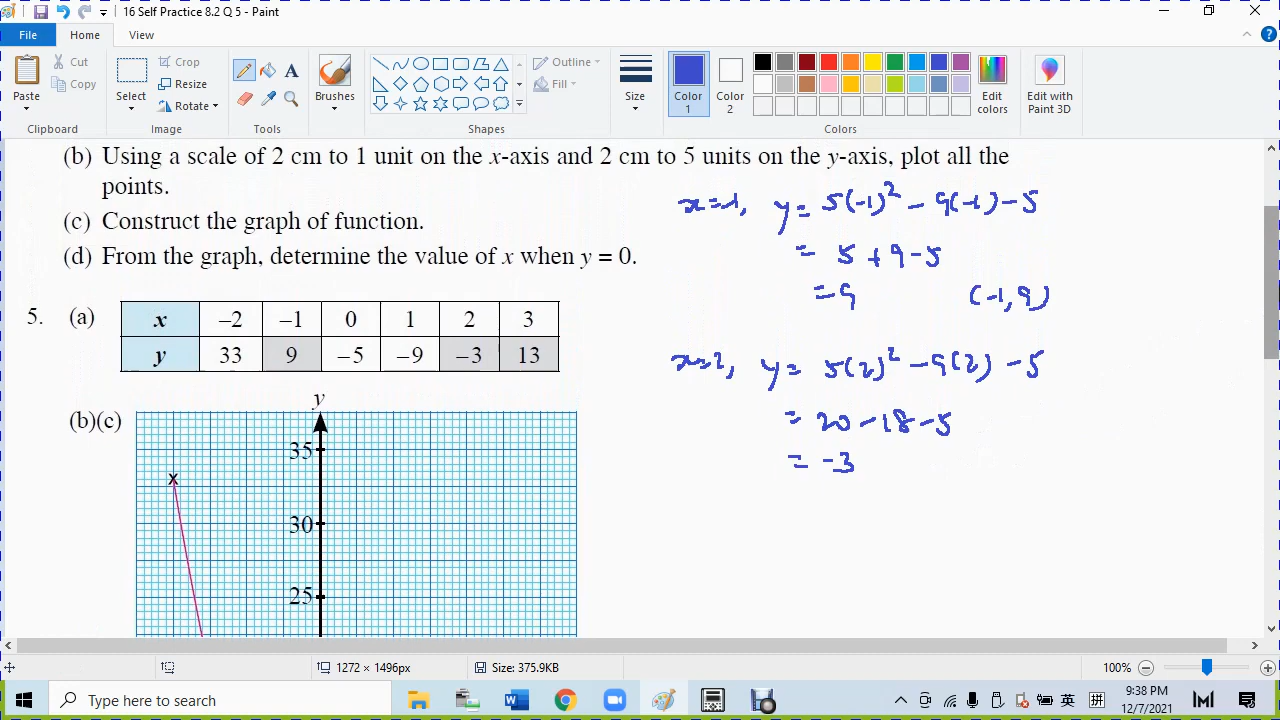 16 Self Practice 8.2 Q 5 - Paint
File Home View
Paste Cut Copy Clipboard
Select Crop Resize Rotate Image
A Tools
Brushes
Outline Fill Shapes
Size
Color 1 Color 2 Edit colors Colors
Edit with Paint 3D
(b) Using a scale of 2 cm to 1 unit on the x-axis and 2 cm to 5 units on the y-axis, plot all the
points.
(c) Construct the graph of function.
(d) From the graph, determine the value of x when y = 0.
5. (a)
x –2 –1 0 1 2 3
y 33 9 –5 –9 –3 13
(b)(c)
y
35
x
30
25
x=-1, y= 5(-1)² - 9(-1) -5
= 5 + 9 - 5
= 9 (-1, 9)
x=2, y= 5(2)² - 9(2) - 5
= 20 - 18 - 5
= -3
1272 × 1496px Size: 375.9KB 100%
Type here to search
英 拼 9:38 PM
12/7/2021